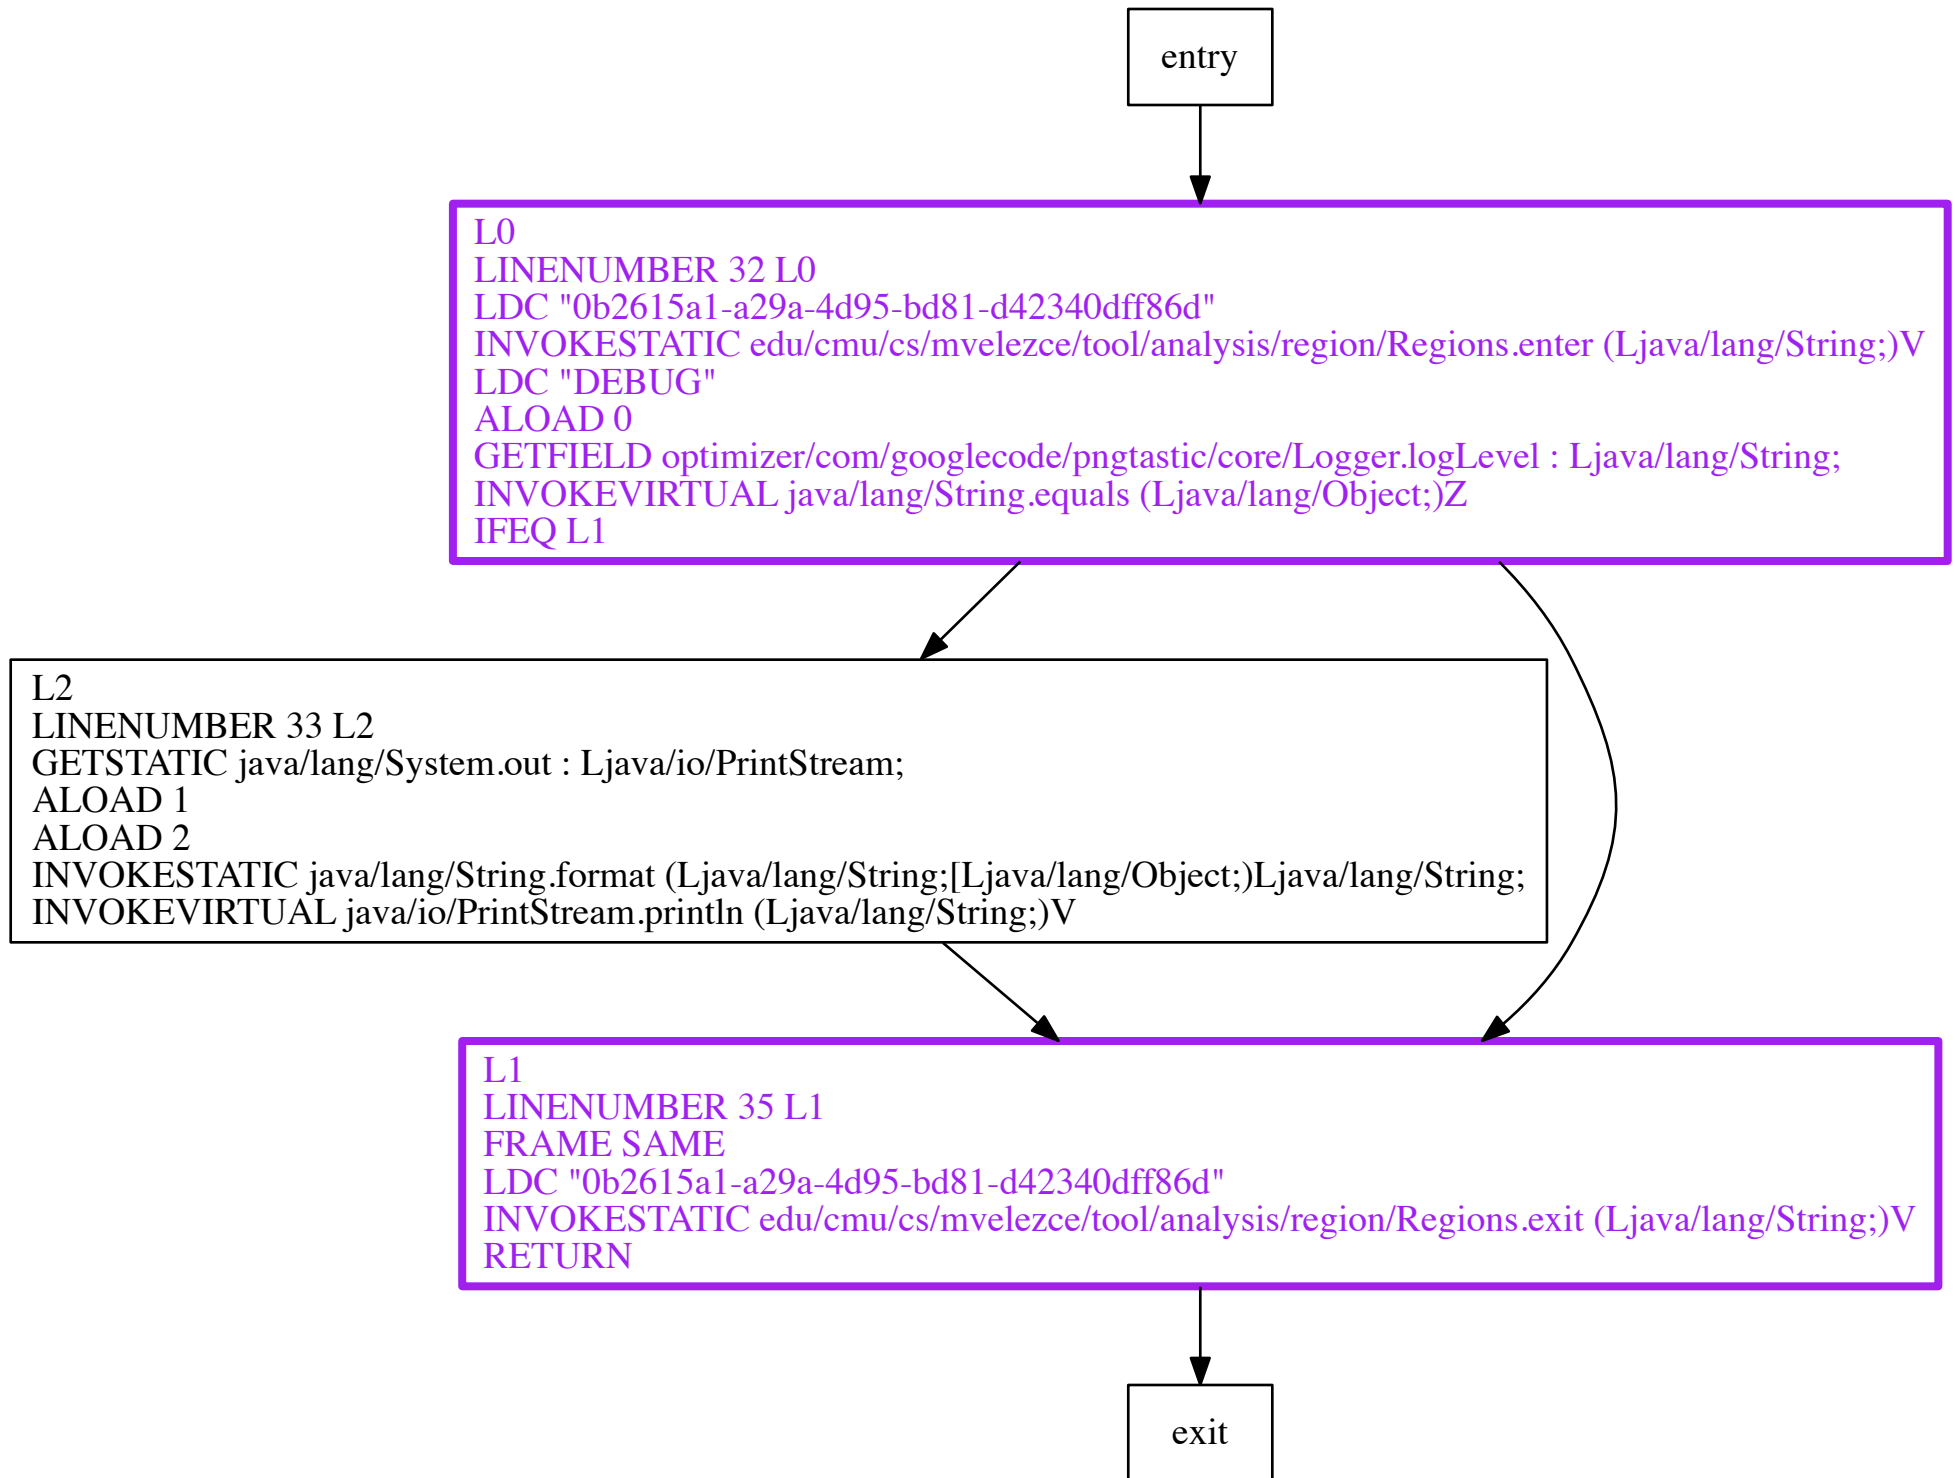 entry
L0
LINENUMBER 32 L0
LDC "0b2615a1-a29a-4d95-bd81-d42340dff86d"
INVOKESTATIC edu/cmu/cs/mvelezce/tool/analysis/region/Regions.enter (Ljava/lang/String;)V
LDC "DEBUG"
ALOAD 0
GETFIELD optimizer/com/googlecode/pngtastic/core/Logger.logLevel : Ljava/lang/String;
INVOKEVIRTUAL java/lang/String.equals (Ljava/lang/Object;)Z
IFEQ L1
L2
LINENUMBER 33 L2
GETSTATIC java/lang/System.out : Ljava/io/PrintStream;
ALOAD 1
ALOAD 2
INVOKESTATIC java/lang/String.format (Ljava/lang/String;[Ljava/lang/Object;)Ljava/lang/String;
INVOKEVIRTUAL java/io/PrintStream.println (Ljava/lang/String;)V
L1
LINENUMBER 35 L1
FRAME SAME
LDC "0b2615a1-a29a-4d95-bd81-d42340dff86d"
INVOKESTATIC edu/cmu/cs/mvelezce/tool/analysis/region/Regions.exit (Ljava/lang/String;)V
RETURN
exit